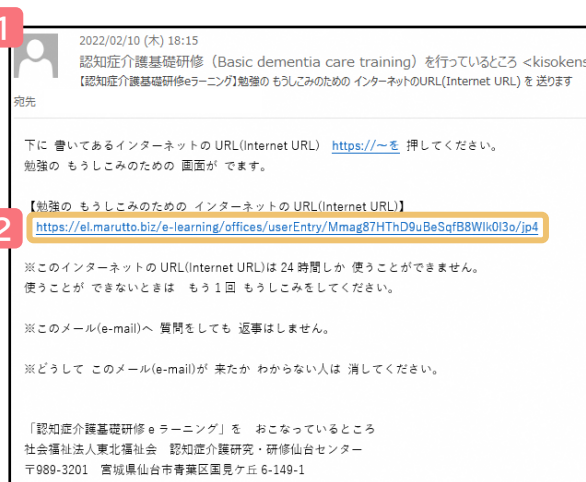 1
2022/02/10 (木) 18:15
認知症介護基礎研修（Basic dementia care training）を行っているところ <kisokens
【認知症介護基礎研修eラーニング】勉強の もうしこみのための インターネットのURL(Internet URL) を 送ります
宛先
下に 書いてあるインターネットの URL(Internet URL) https://～を 押してください。
勉強の もうしこみのための 画面が でます。
【勉強の もうしこみのための インターネットの URL(Internet URL)】
2
https://el.marutto.biz/e-learning/offices/userEntry/Mmag87HThD9uBeSqfB8Wlk0l3o/jp4
※このインターネットの URL(Internet URL)は 24 時間しか 使うことができません。
使うことが できないときは もう 1 回 もうしこみをしてください。
※このメール(e-mail)へ 質問をしても 返事はしません。
※どうして このメール(e-mail)が 来たか わからない人は 消してください。
「認知症介護基礎研修 e ラーニング」を おこなっているところ
社会福祉法人東北福祉会 認知症介護研究・研修仙台センター
〒989-3201 宮城県仙台市青葉区国見ケ丘 6-149-1